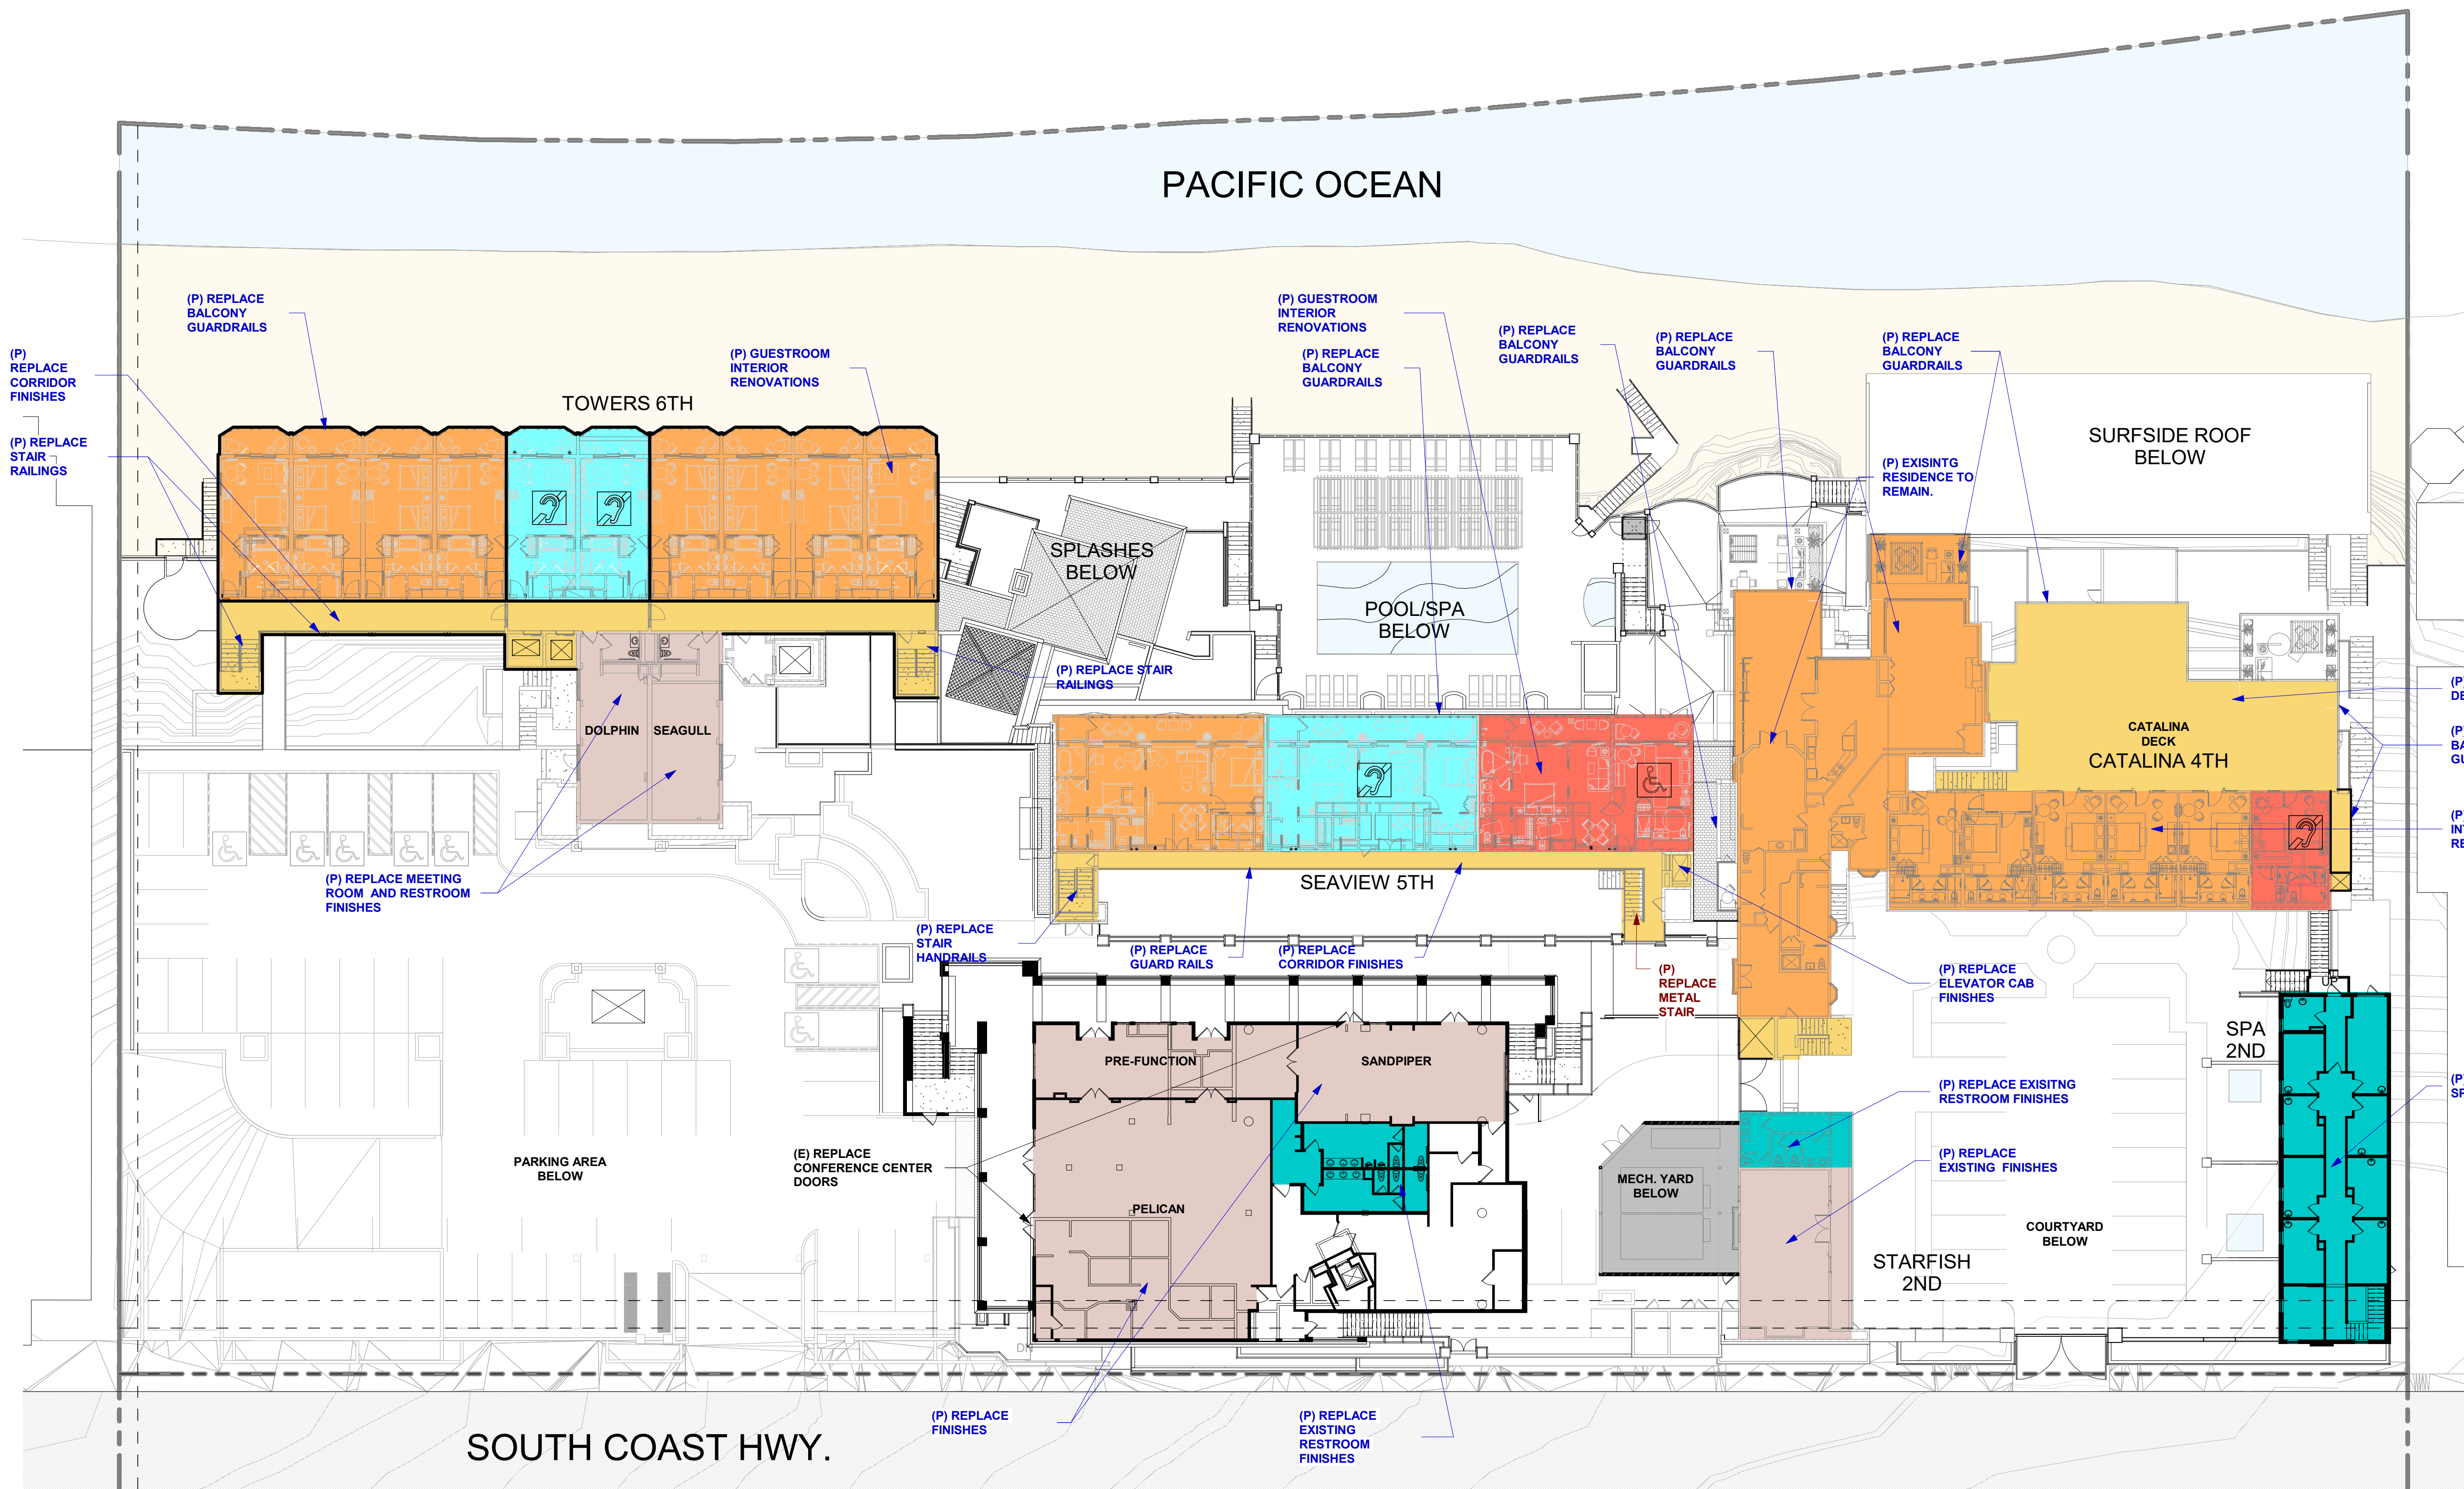 PACIFIC OCEAN
(P) REPLACE
BALCONY
GUARDRAILS
(P)
REPLACE
CORRIDOR
FINISHES
(P) REPLACE
STAIR
RAILINGS
(P) GUESTROOM
INTERIOR
RENOVATIONS
TOWERS 6TH
(P) GUESTROOM
INTERIOR
RENOVATIONS
(P) REPLACE
BALCONY
GUARDRAILS
(P) REPLACE
BALCONY
GUARDRAILS
(P) REPLACE
BALCONY
GUARDRAILS
(P) REPLACE
BALCONY
GUARDRAILS
SURFSIDE ROOF
BELOW
(P) EXISINTG
RESIDENCE TO
REMAIN.
SPLASHES
BELOW
POOL/SPA
BELOW
(P) REPLACE STAIR
RAILINGS
DOLPHIN
SEAGULL
CATALINA
DECK
CATALINA 4TH
(P) REPLACE MEETING
ROOM AND RESTROOM
FINISHES
SEAVIEW 5TH
(P) REPLACE
STAIR
HANDRAILS
(P) REPLACE
GUARD RAILS
(P) REPLACE
CORRIDOR FINISHES
(P)
REPLACE
METAL
STAIR
(P) REPLACE
ELEVATOR CAB
FINISHES
UP
SPA
2ND
PRE-FUNCTION
SANDPIPER
(P) REPLACE EXISITNG
RESTROOM FINISHES
(P) REPLACE
EXISTING FINISHES
PARKING AREA
BELOW
(E) REPLACE
CONFERENCE CENTER
DOORS
PELICAN
MECH. YARD
BELOW
COURTYARD
BELOW
STARFISH
2ND
(P) REPLACE
FINISHES
(P) REPLACE
EXISTING
RESTROOM
FINISHES
SOUTH COAST HWY.